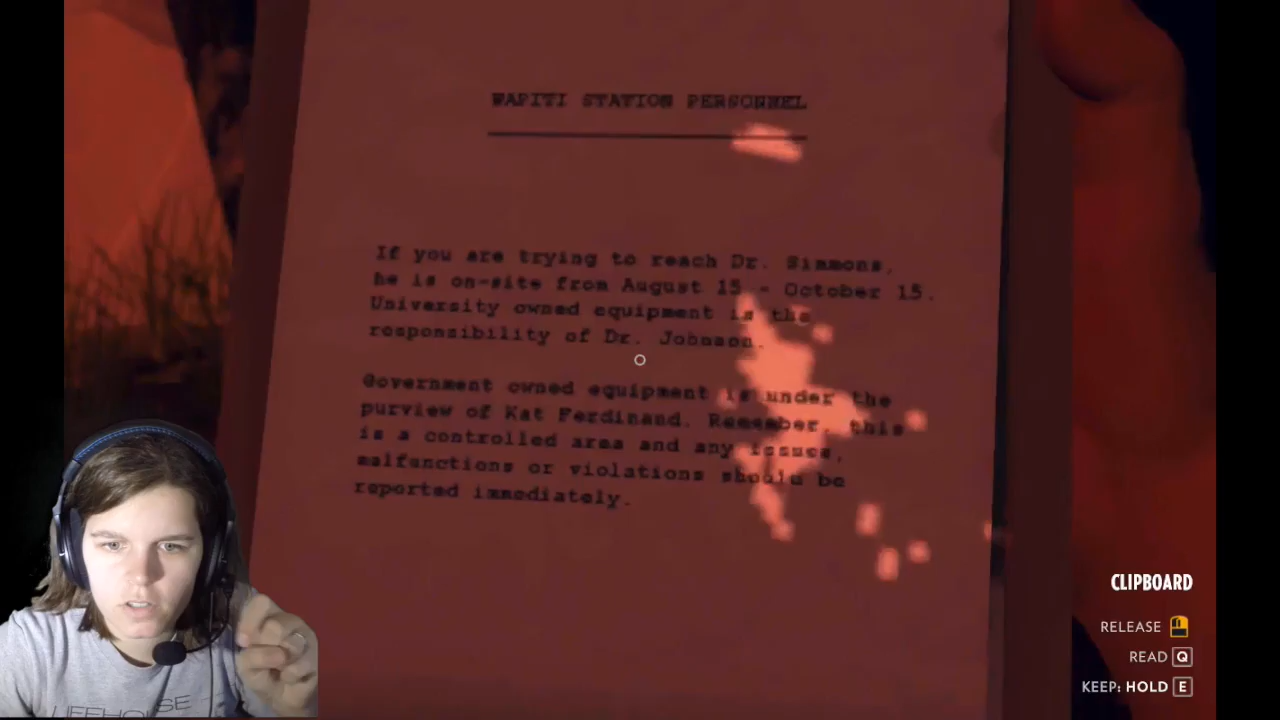 WAPITI STATION PERSONNEL
If you are trying to reach Dr. Simmons,
he is on-site from August 15 - October 15.
University owned equipment is the
responsibility of Dr. Johnson.
Government owned equipment is under the
purview of Kat Ferdinand. Remember, this
is a controlled area and any issues,
malfunctions or violations should be
reported immediately.
CLIPBOARD
RELEASE
READ Q
KEEP: HOLD E